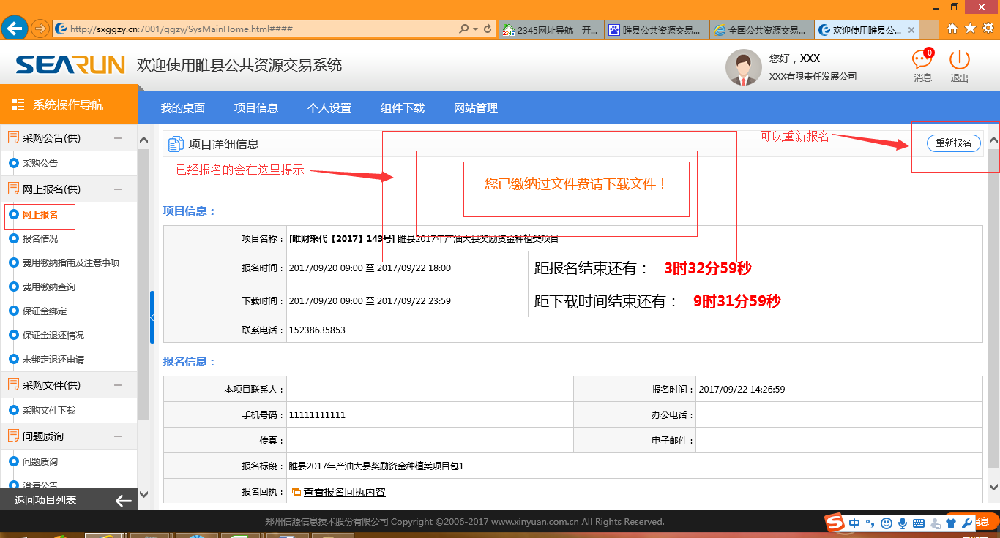 http://sxggzy.cn:7001/ggzy/SysMainHome.html####
2345网址导航 - 开...
睢县公共资源交易...
全国公共资源交易...
欢迎使用睢县公...
SEARUN 欢迎使用睢县公共资源交易系统
您好，XXX
XXX有限责任发展公司
0
消息
退出
系统操作导航
我的桌面 项目信息 个人设置 组件下载 网站管理
采购公告(供)
采购公告
网上报名(供)
网上报名
报名情况
费用缴纳指南及注意事项
费用缴纳查询
保证金绑定
保证金退还情况
未绑定退还申请
采购文件(供)
采购文件下载
问题质询
问题质询
澄清公告
返回项目列表
项目详细信息
可以重新报名
重新报名
已经报名的会在这里提示
您已缴纳过文件费请下载文件！
项目信息：
项目名称： [睢财采代【2017】143号] 睢县2017年产油大县奖励资金种植类项目
报名时间： 2017/09/20 09:00 至 2017/09/22 18:00 距报名结束还有： 3时32分59秒
下载时间： 2017/09/20 09:00 至 2017/09/22 23:59 距下载时间结束还有： 9时31分59秒
联系电话： 15238635853
报名信息：
本项目联系人： 报名时间： 2017/09/22 14:26:59
手机号码： 11111111111 办公电话：
传真： 电子邮件：
报名标段： 睢县2017年产油大县奖励资金种植类项目包1
报名回执： 查看报名回执内容
郑州信源信息技术股份有限公司 Copyright ©2006-2017 www.xinyuan.com.cn All Rights Reserved.
中
消息